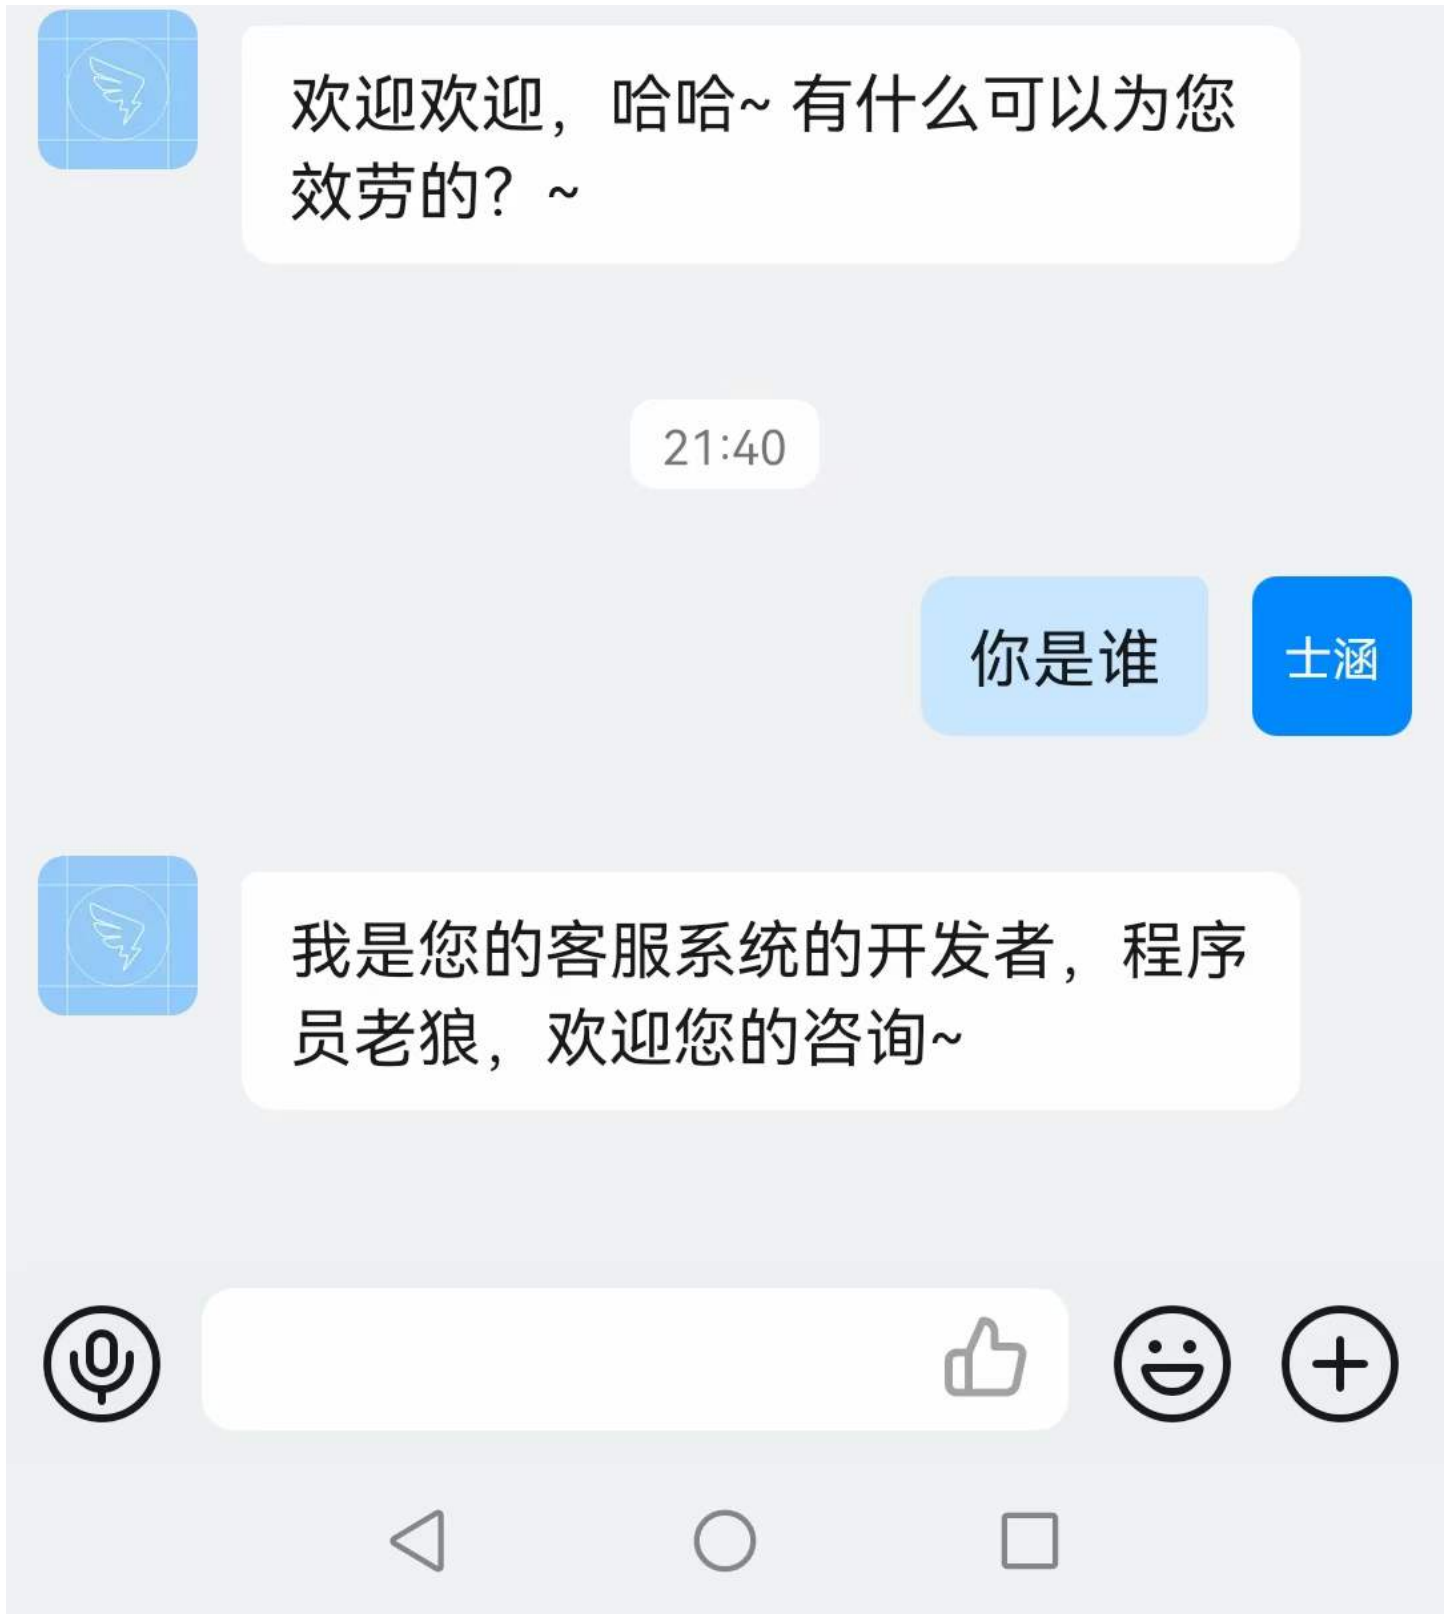 欢迎欢迎，哈哈~ 有什么可以为您
效劳的？~
21:40
你是谁
士涵
我是您的客服系统的开发者，程序
员老狼，欢迎您的咨询~